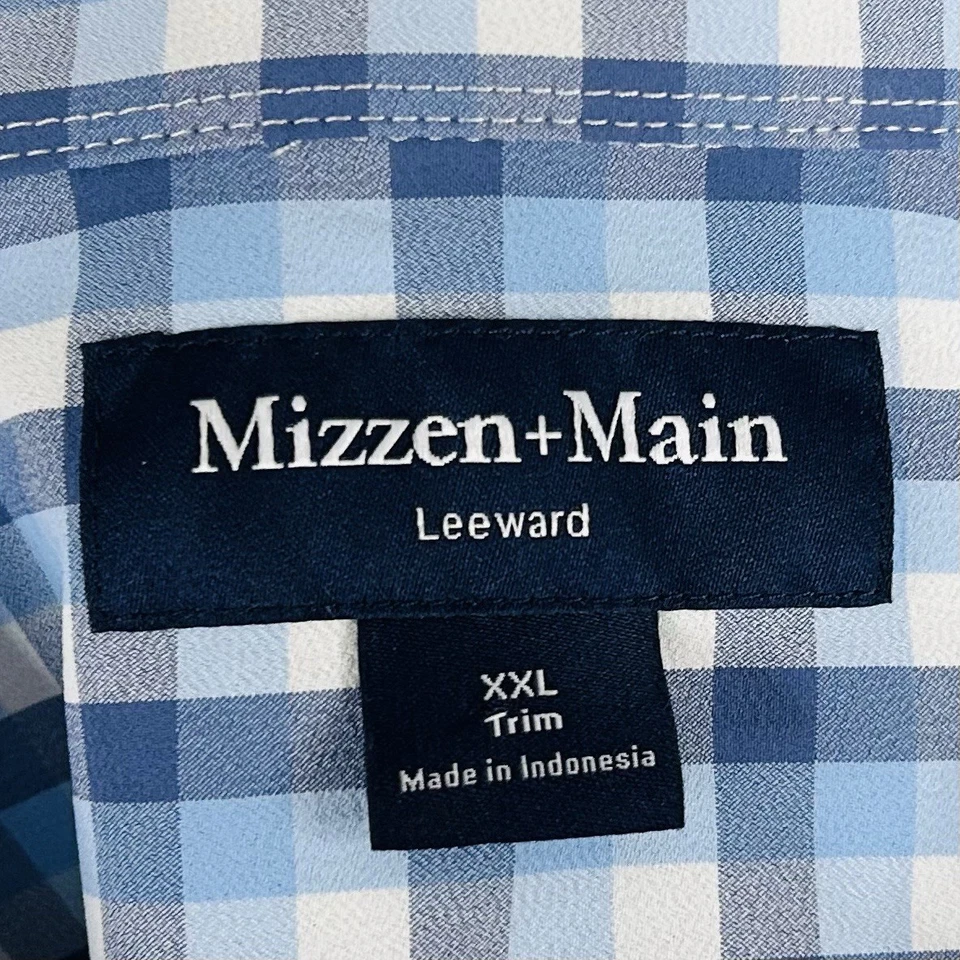 Mizzen+Main
Leeward
XXL
Trim
Made in Indonesia